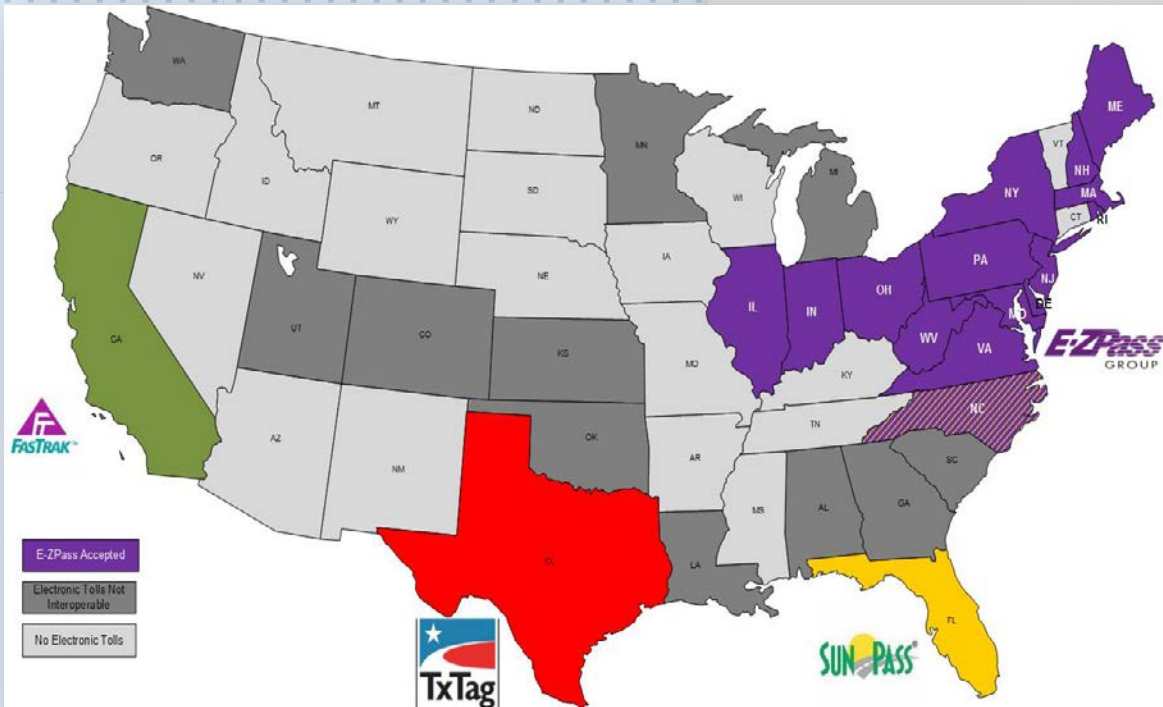 WA
MT
ND
MN
ME
OR
ID
SD
WI
MI
VT
NH
NY
MA
WY
CT
RI
IA
NV
NE
PA
NJ
IL
IN
OH
DE
MD
UT
CO
WV
VA
CA
KS
MO
KY
E-ZPass
GROUP
NC
FASTRAK™
TN
AZ
OK
NM
AR
SC
MS
AL
GA
TX
LA
E-ZPass Accepted
Electronic Tolls Not
Interoperable
No Electronic Tolls
FL
TxTag
SUN PASS®